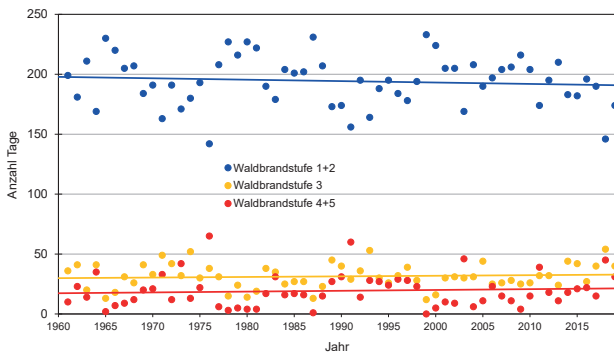 250
200
150
100
50
0
Anzahl Tage
Waldbrandstufe 1+2
Waldbrandstufe 3
Waldbrandstufe 4+5
1960 1965 1970 1975 1980 1985 1990 1995 2000 2005 2010 2015
Jahr